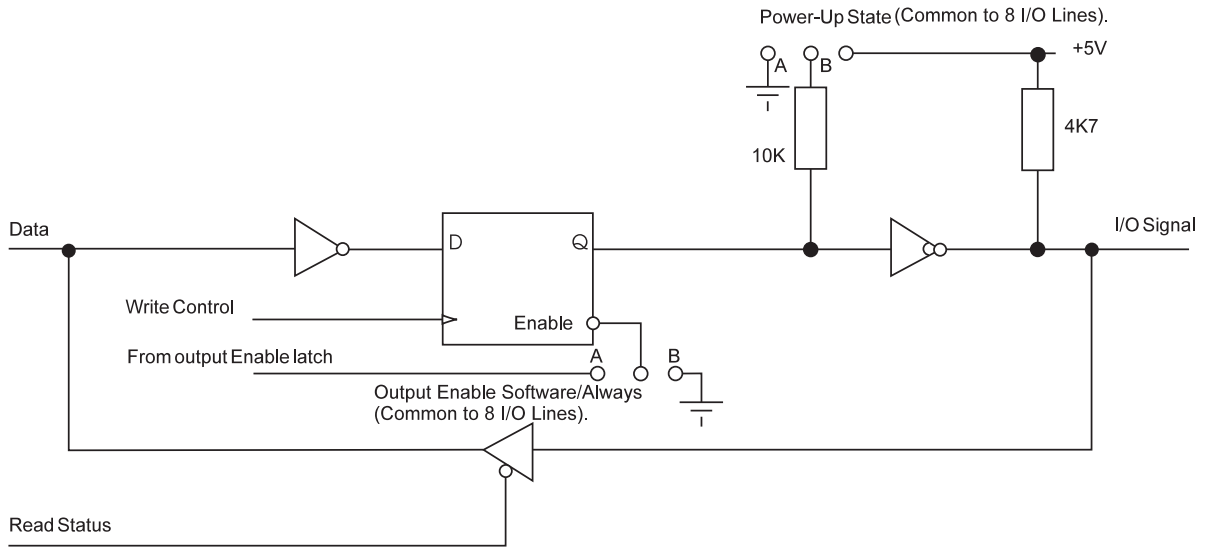 Power-Up State (Common to 8 I/O Lines).
A
B
+5V
10K
4K7
Data
D
Q
I/O Signal
Write Control
Enable
From output Enable latch
A
B
Output Enable Software/Always
(Common to 8 I/O Lines).
Read Status